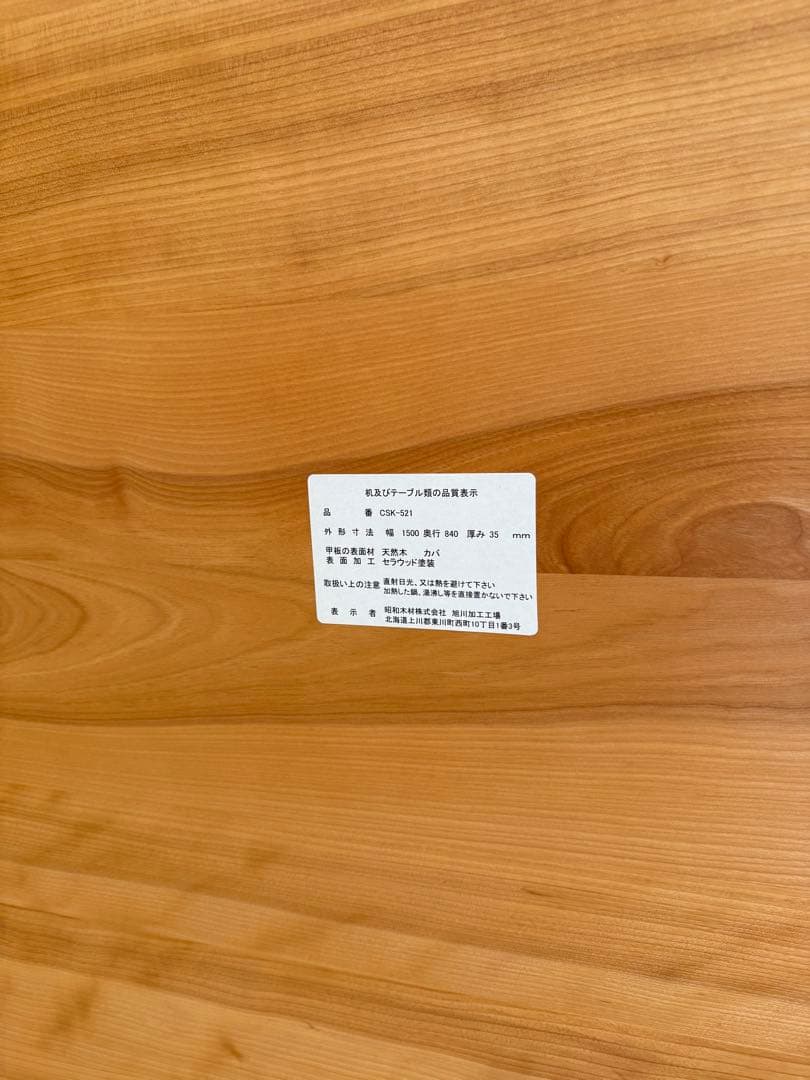 机及びテーブル類の品質表示
品 番 CSK-521
外形寸法 幅 1500 奥行 840 厚み 35 mm
甲板の表面材 天然木 カバ
表面加工 セラウッド塗装
取扱い上の注意 直射日光、又は熱を避けて下さい
加熱した鍋、湯沸し等を直接置かないで下さい
表示者 昭和木材株式会社 旭川加工工場
北海道上川郡東川町西町10丁目1番3号